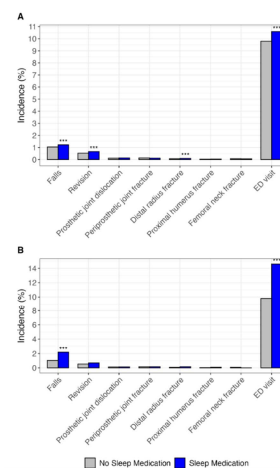 A
Incidence (%)
11
10
9
8
7
6
5
4
3
2
1
0
***
***
***
***
Falls
Revision
Prosthetic joint dislocation
Periprosthetic joint fracture
Distal radius fracture
Proximal humerus fracture
Femoral neck fracture
ED visit
B
Incidence (%)
14
12
10
8
6
4
2
0
***
***
Falls
Revision
Prosthetic joint dislocation
Periprosthetic joint fracture
Distal radius fracture
Proximal humerus fracture
Femoral neck fracture
ED visit
No Sleep Medication Sleep Medication